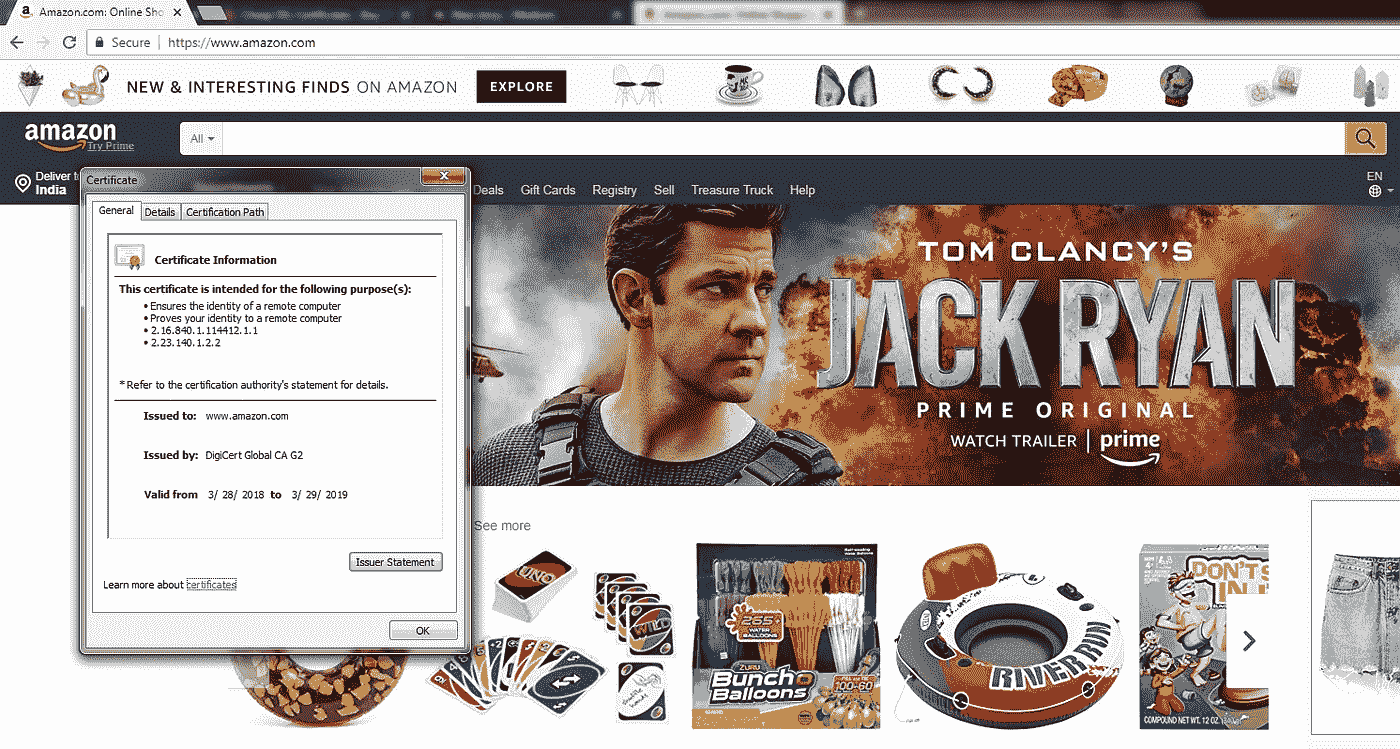 Amazon.com: Online Sho
Secure
https://www.amazon.com
NEW & INTERESTING FINDS ON AMAZON
EXPLORE
amazon
Try Prime
All
Deliver t
India
Deals
Gift Cards
Registry
Sell
Treasure Truck
Help
EN
Certificate
General
Details
Certification Path
Certificate Information
This certificate is intended for the following purpose(s):
• Ensures the identity of a remote computer
• Proves your identity to a remote computer
• 2.16.840.1.114412.1.1
• 2.23.140.1.2.2
* Refer to the certification authority's statement for details.
Issued to: www.amazon.com
Issued by: DigiCert Global CA G2
Valid from 3/ 28/ 2018 to 3/ 29/ 2019
Issuer Statement
Learn more about certificates
OK
TOM CLANCY'S
JACK RYAN
PRIME ORIGINAL
WATCH TRAILER | prime
See more
UNO
WILD
265+
WATER
BALLOONS
ZURU
Bunch O
Balloons
100-60
RIVER RUN
DON'T S
IN I
COMPOUND NET WT. 12 OZ.